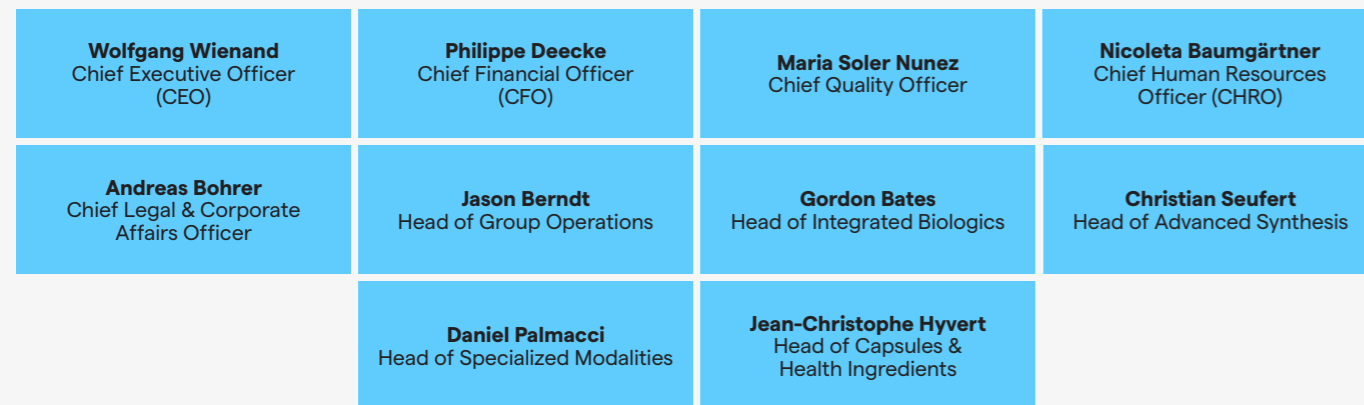 Wolfgang Wienand
Chief Executive Officer
(CEO)
Philippe Deecke
Chief Financial Officer
(CFO)
Maria Soler Nunez
Chief Quality Officer
Nicoleta Baumgärtner
Chief Human Resources
Officer (CHRO)
Andreas Bohrer
Chief Legal & Corporate
Affairs Officer
Jason Berndt
Head of Group Operations
Gordon Bates
Head of Integrated Biologics
Christian Seufert
Head of Advanced Synthesis
Daniel Palmacci
Head of Specialized Modalities
Jean-Christophe Hyvert
Head of Capsules &
Health Ingredients